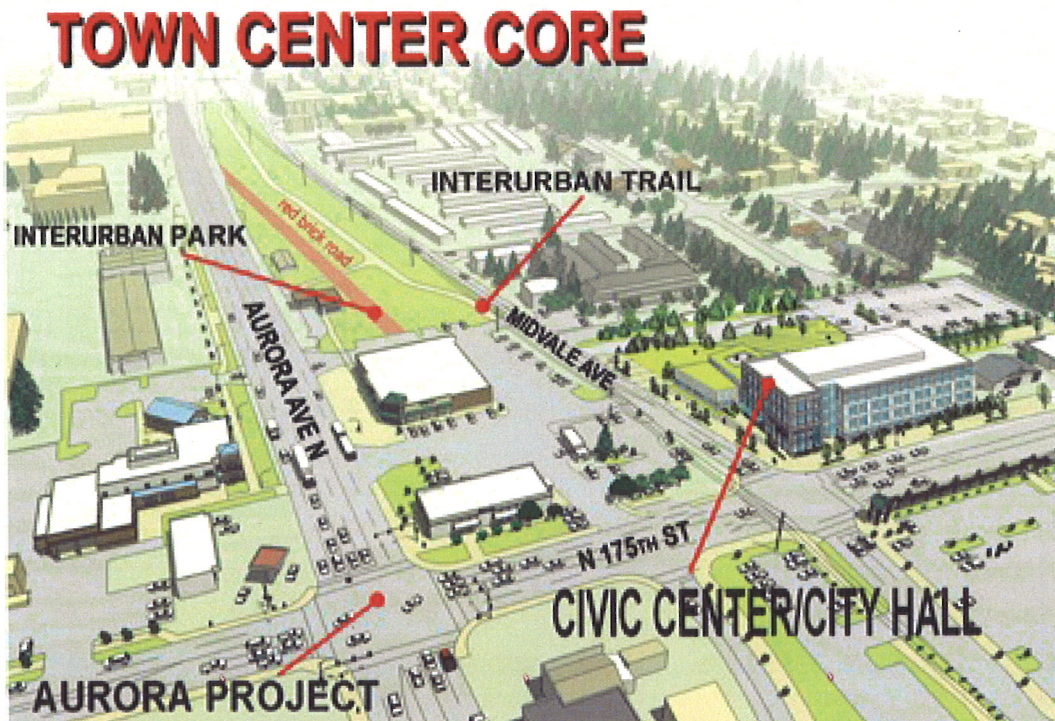 TOWN CENTER CORE
INTERURBAN TRAIL
red brick road
INTERURBAN PARK
AURORA AVE N
MIDVALE AVE
N 175TH ST
CIVIC CENTER/CITY HALL
AURORA PROJECT